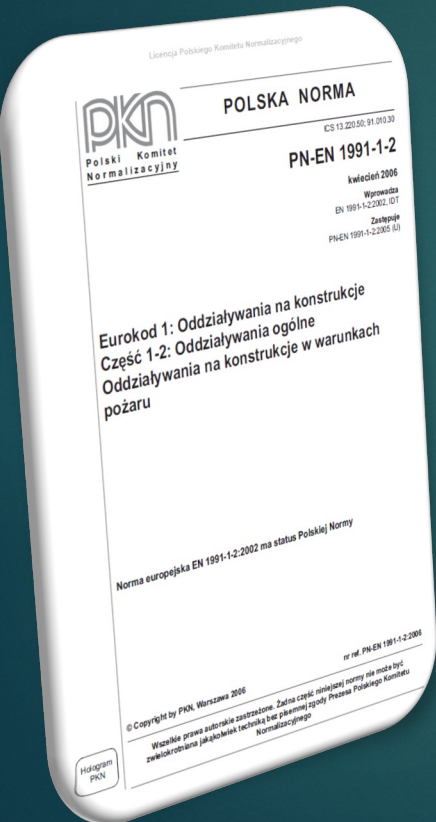 Licencja Polskiego Komitetu Normalizacyjnego
PKN
Polski Komitet
Normalizacyjny
POLSKA NORMA
ICS 13.220.50; 91.010.30
PN-EN 1991-1-2
kwiecień 2006
Wprowadza
EN 1991-1-2:2002, IDT
Zastępuje
PN-EN 1991-1-2:2005 (U)
Eurokod 1: Oddziaływania na konstrukcje
Część 1-2: Oddziaływania ogólne
Oddziaływania na konstrukcje w warunkach
pożaru
Norma europejska EN 1991-1-2:2002 ma status Polskiej Normy
nr ref. PN-EN 1991-1-2:2006
© Copyright by PKN, Warszawa 2006
Wszelkie prawa autorskie zastrzeżone. Żadna część niniejszej normy nie może być
zwielokrotniana jakąkolwiek techniką bez pisemnej zgody Prezesa Polskiego Komitetu
Normalizacyjnego
Hologram
PKN